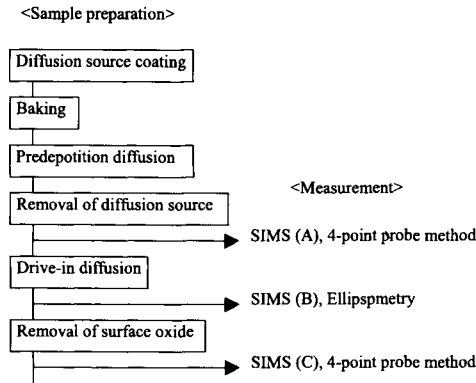 <Sample preparation>
Diffusion source coating
Baking
Predepotition diffusion
<Measurement>
Removal of diffusion source
SIMS (A), 4-point probe method
Drive-in diffusion
SIMS (B), Ellipspmetry
Removal of surface oxide
SIMS (C), 4-point probe method